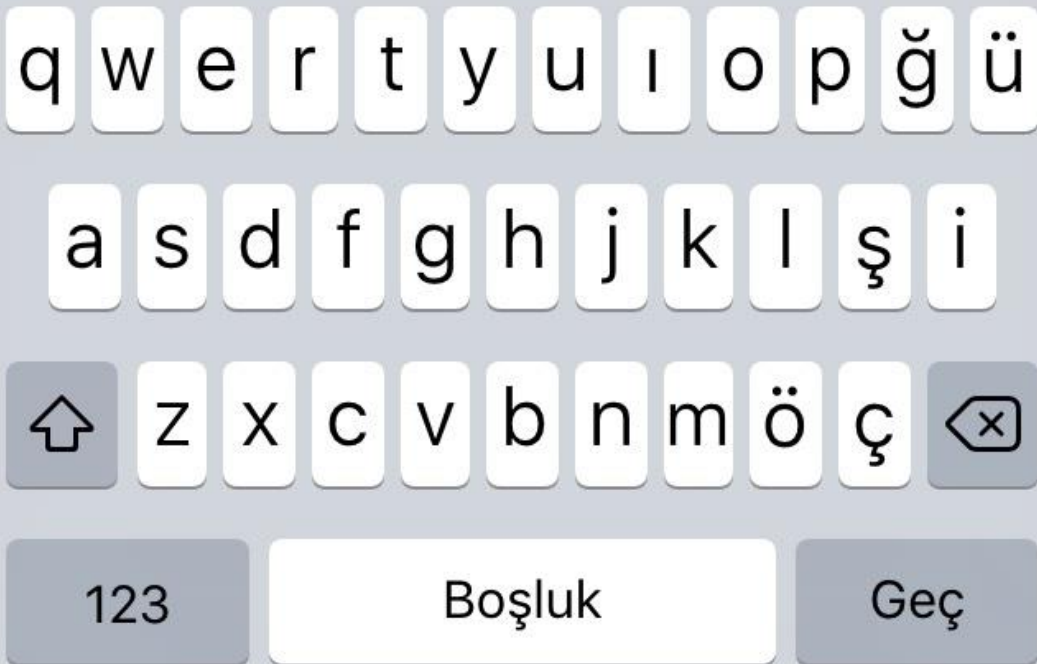 q w e r t y u ı o p ğ ü
a s d f g h j k l ş i
z x c v b n m ö ç
123 Boşluk Geç